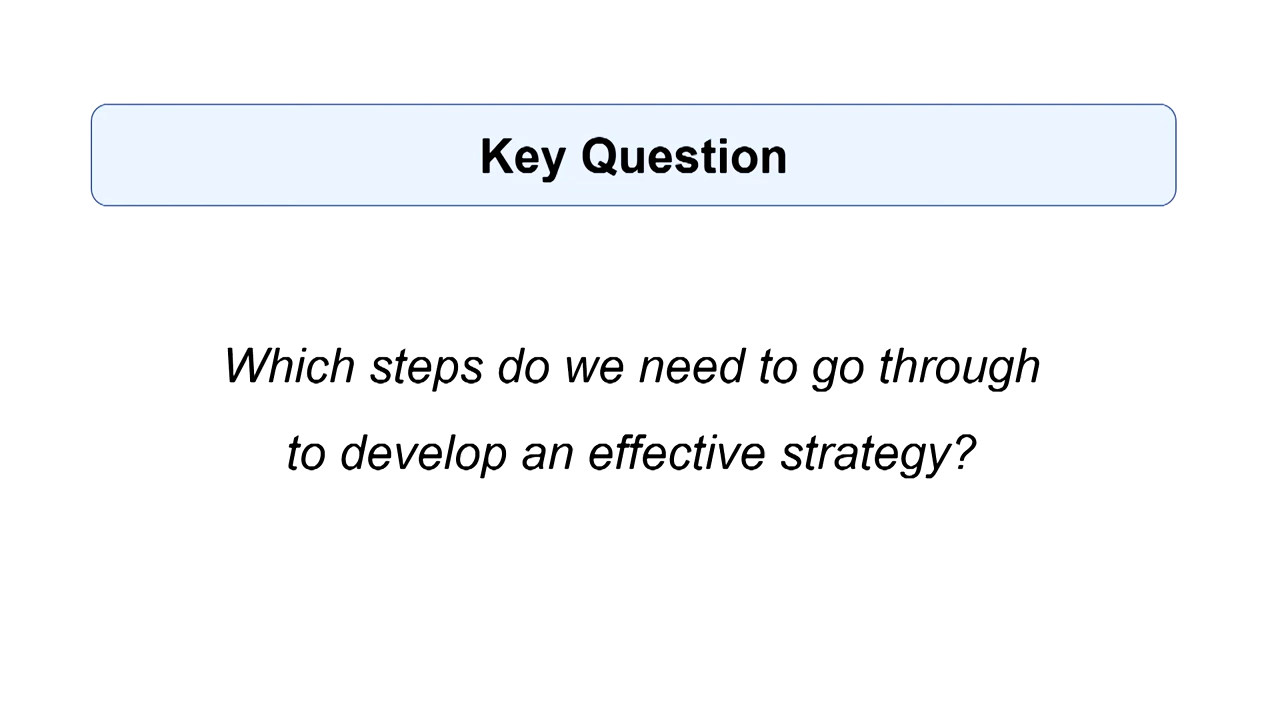 Key Question
Which steps do we need to go through
to develop an effective strategy?